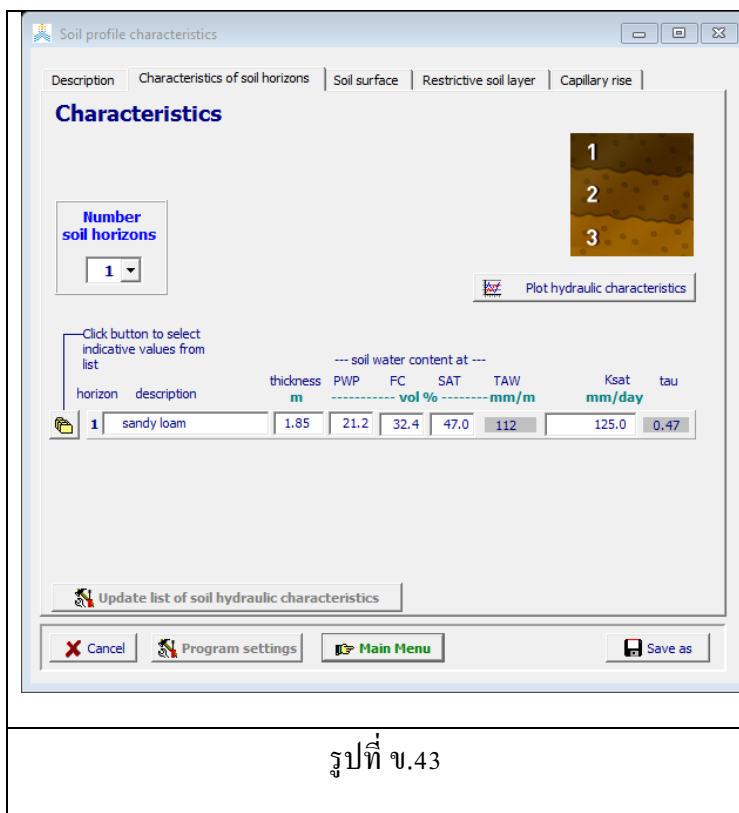 Soil profile characteristics
Description Characteristics of soil horizons Soil surface Restrictive soil layer Capillary rise
Characteristics
1
2
3
Number
soil horizons
1
Plot hydraulic characteristics
Click button to select
indicative values from
list
--- soil water content at ---
horizon description thickness PWP FC SAT TAW Ksat tau
m ----------- vol % --------mm/m mm/day
1 sandy loam 1.85 21.2 32.4 47.0 112 125.0 0.47
Update list of soil hydraulic characteristics
Cancel Program settings Main Menu Save as
รูปที่ ข.43